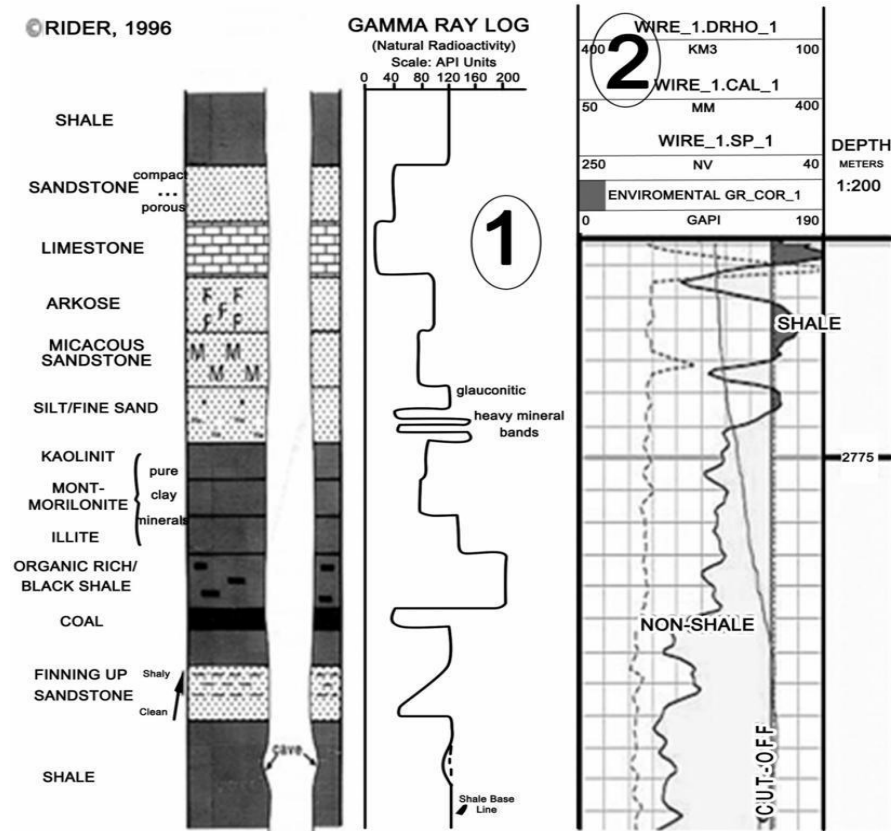 ©RIDER, 1996
GAMMA RAY LOG
(Natural Radioactivity)
Scale: API Units
0 40 80 120 160 200
SHALE
SANDSTONE
compact
...
porous
LIMESTONE
ARKOSE
F F F
F F
MICACOUS
SANDSTONE
M M
M M
SILT/FINE SAND
glauconitic
heavy mineral
bands
KAOLINIT
MONT-
MORILONITE
ILLITE
pure
clay
minerals
ORGANIC RICH/
BLACK SHALE
COAL
FINNING UP
SANDSTONE
Shaly
Clean
SHALE
cave
Shale Base
Line
1
2
WIRE_1.DRHO_1
400 KM3 100
WIRE_1.CAL_1
50 MM 400
WIRE_1.SP_1
250 NV 40
ENVIROMENTAL GR_COR_1
0 GAPI 190
DEPTH
METERS
1:200
SHALE
2775
NON-SHALE
CUT-OFF